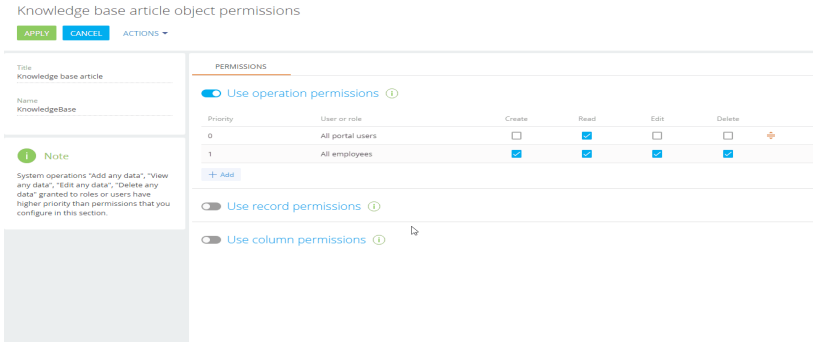 Knowledge base article object permissions
APPLY CANCEL ACTIONS
Title
Knowledge base article
Name
KnowledgeBase
i Note
System operations "Add any data", "View
any data", "Edit any data", "Delete any
data" granted to roles or users have
higher priority than permissions that you
configure in this section.
PERMISSIONS
Use operation permissions i
Priority User or role Create Read Edit Delete
0 All portal users
1 All employees
+ Add
Use record permissions i
Use column permissions i